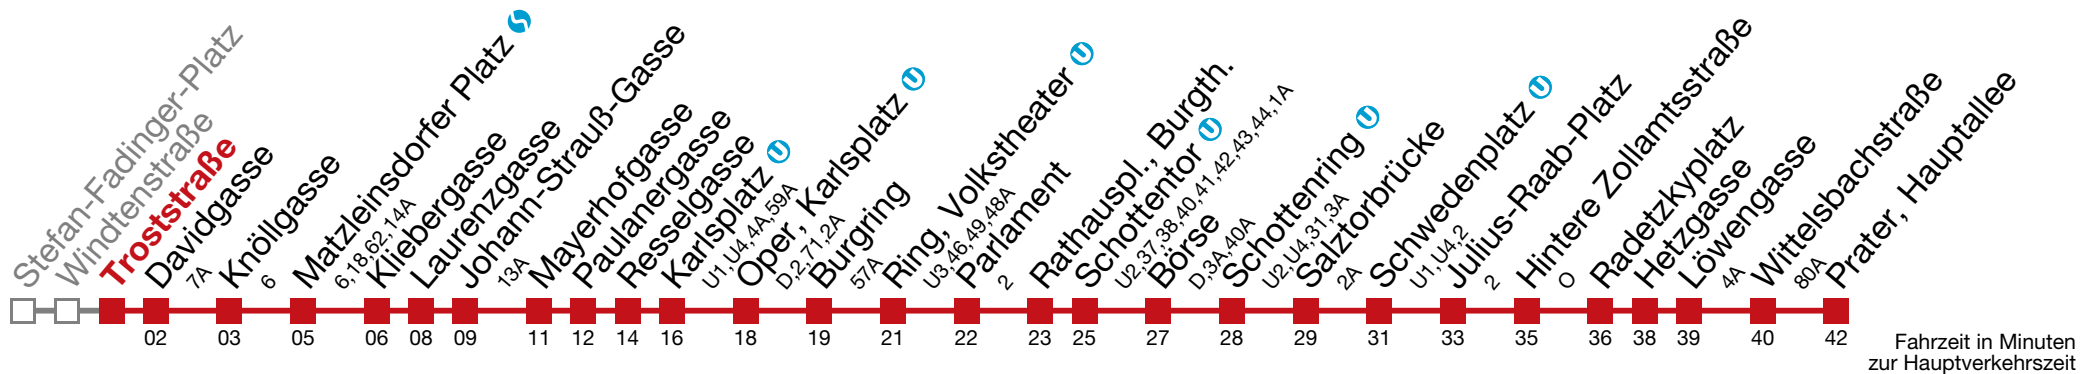 Stefan-Fadinger-Platz
Windtenstraße
Troststraße
Davidgasse
7A
Knöllgasse
6
Matzleinsdorfer Platz
6,18,62,14A
Kliebergasse
Laurenzgasse
Johann-Strauß-Gasse
13A
Mayerhofgasse
Paulanergasse
Resselgasse
Karlsplatz U
U1,U4,4A,59A
Oper, Karlsplatz U
D,2,71,2A
Burgring
57A
Ring, Volkstheater U
U3,46,49,48A
Parlament
2
Rathauspl., Burgth.
Schottentor U
U2,37,38,40,41,42,43,44,1A
Börse
D,3A,40A
Schottenring U
U2,U4,31,3A
Salztorbrücke
2A
Schwedenplatz U
U1,U4,2
Julius-Raab-Platz
2
Hintere Zollamtsstraße
O
Radetzkyplatz
Hetzgasse
Löwengasse
4A
Wittelsbachstraße
80A
Prater, Hauptallee
02 03 05 06 08 09 11 12 14 16 18 19 21 22 23 25 27 28 29 31 33 35 36 38 39 40 42
Fahrzeit in Minuten
zur Hauptverkehrszeit